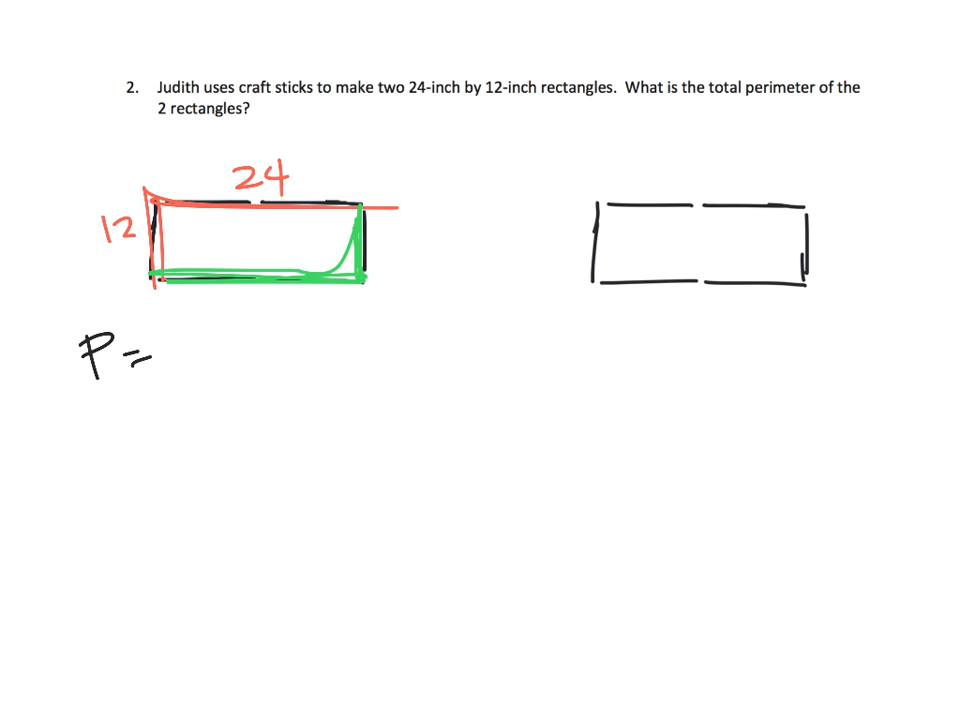 2. Judith uses craft sticks to make two 24-inch by 12-inch rectangles. What is the total perimeter of the
2 rectangles?
24
12
P =